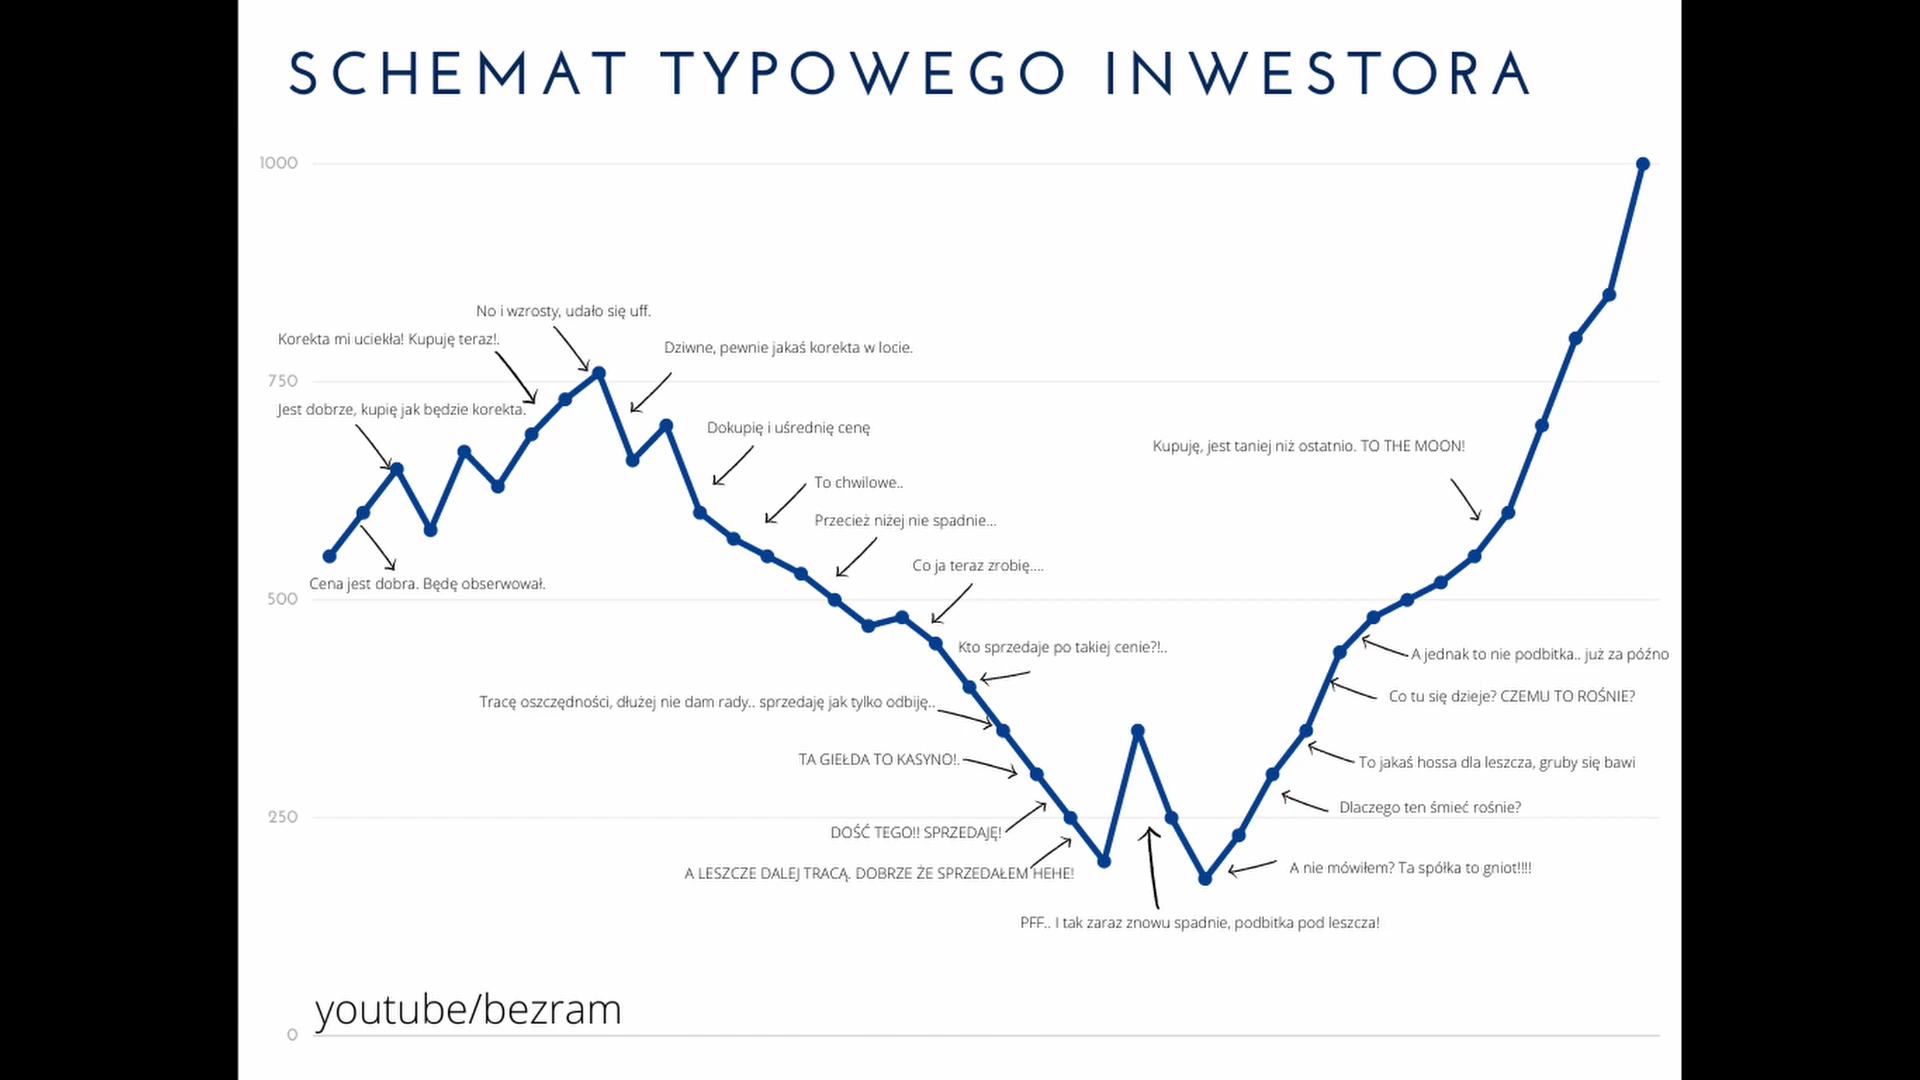 SCHEMAT TYPOWEGO INWESTORA
1000
No i wzrosty, udało się uff.
Korekta mi uciekła! Kupuję teraz!.
Dziwne, pewnie jakaś korekta w locie.
750
Jest dobrze, kupię jak będzie korekta.
Dokupię i uśrednię cenę
Kupuję, jest taniej niż ostatnio. TO THE MOON!
To chwilowe..
Przecież niżej nie spadnie...
Co ja teraz zrobię....
Cena jest dobra. Będę obserwował.
500
Kto sprzedaje po takiej cenie?!..
A jednak to nie podbitka.. już za późno
Co tu się dzieje? CZEMU TO ROŚNIE?
Tracę oszczędności, dłużej nie dam rady.. sprzedaję jak tylko odbiję..
TA GIEŁDA TO KASYNO!.
To jakaś hossa dla leszcza, gruby się bawi
Dlaczego ten śmieć rośnie?
250
DOŚĆ TEGO!! SPRZEDAJĘ!
A LESZCZE DALEJ TRACĄ. DOBRZE ŻE SPRZEDAŁEM HEHE!
A nie mówiłem? Ta spółka to gniot!!!!
PFF.. I tak zaraz znowu spadnie, podbitka pod leszcza!
youtube/bezram
0